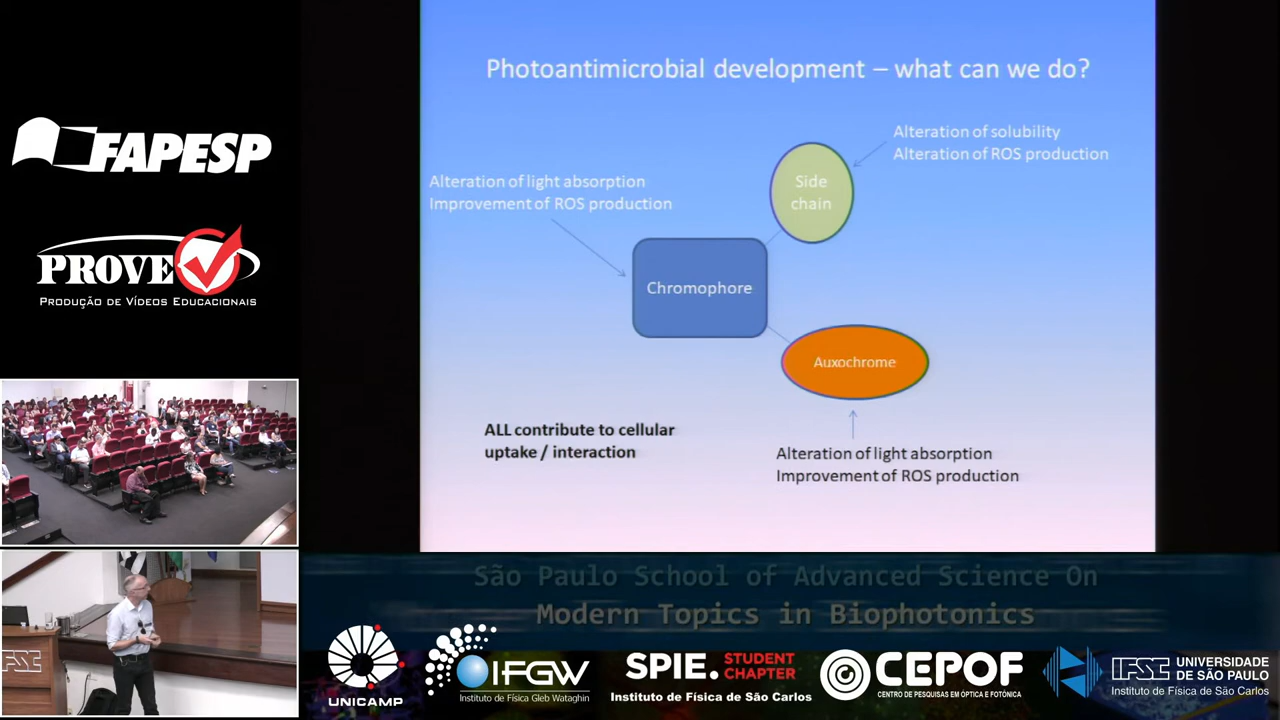 FAPESP
PROVE
PRODUÇÃO DE VÍDEOS EDUCACIONAIS
Photoantimicrobial development – what can we do?
Alteration of solubility
Alteration of ROS production
Side
chain
Alteration of light absorption
Improvement of ROS production
Chromophore
Auxochrome
ALL contribute to cellular
uptake / interaction
Alteration of light absorption
Improvement of ROS production
IFSC
São Paulo School of Advanced Science On
Modern Topics in Biophotonics
UNICAMP
IFGW
Instituto de Física Gleb Wataghin
SPIE. STUDENT
CHAPTER
Instituto de Física de São Carlos
CEPOF
CENTRO DE PESQUISAS EM ÓPTICA E FOTÔNICA
IFSC UNIVERSIDADE
DE SÃO PAULO
Instituto de Física de São Carlos